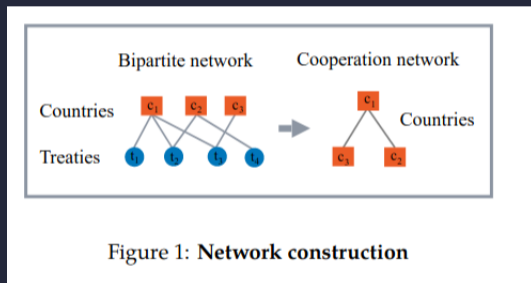 Bipartite network
Cooperation network
Countries
c1
c2
c3
Treaties
t1
t2
t3
t4
c1
Countries
c3
c2
Figure 1: Network construction